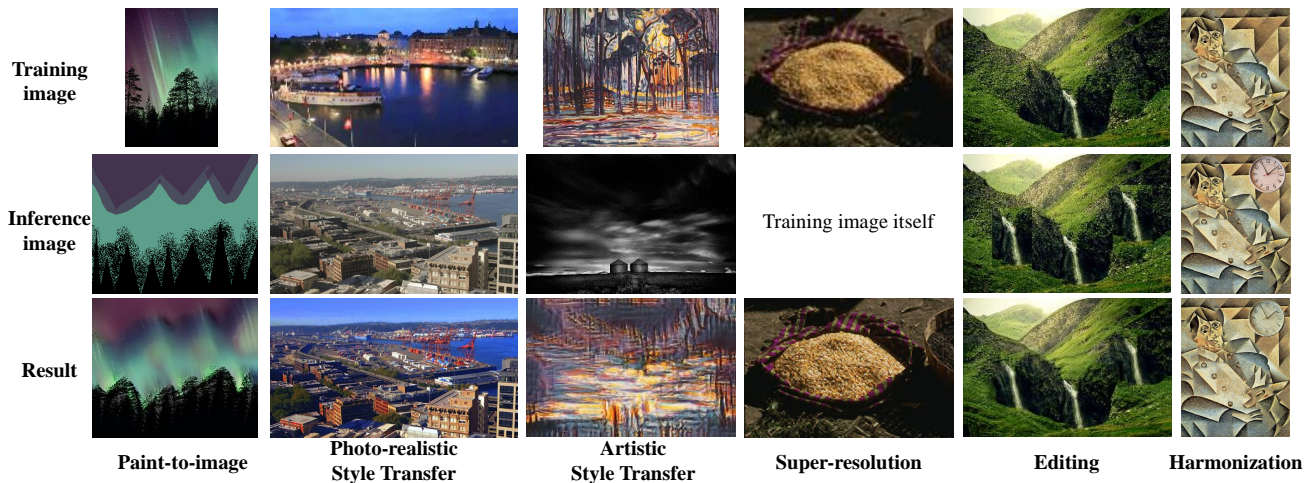 Training
image
Inference
image
Training image itself
Result
Paint-to-image
Photo-realistic
Style Transfer
Artistic
Style Transfer
Super-resolution
Editing
Harmonization